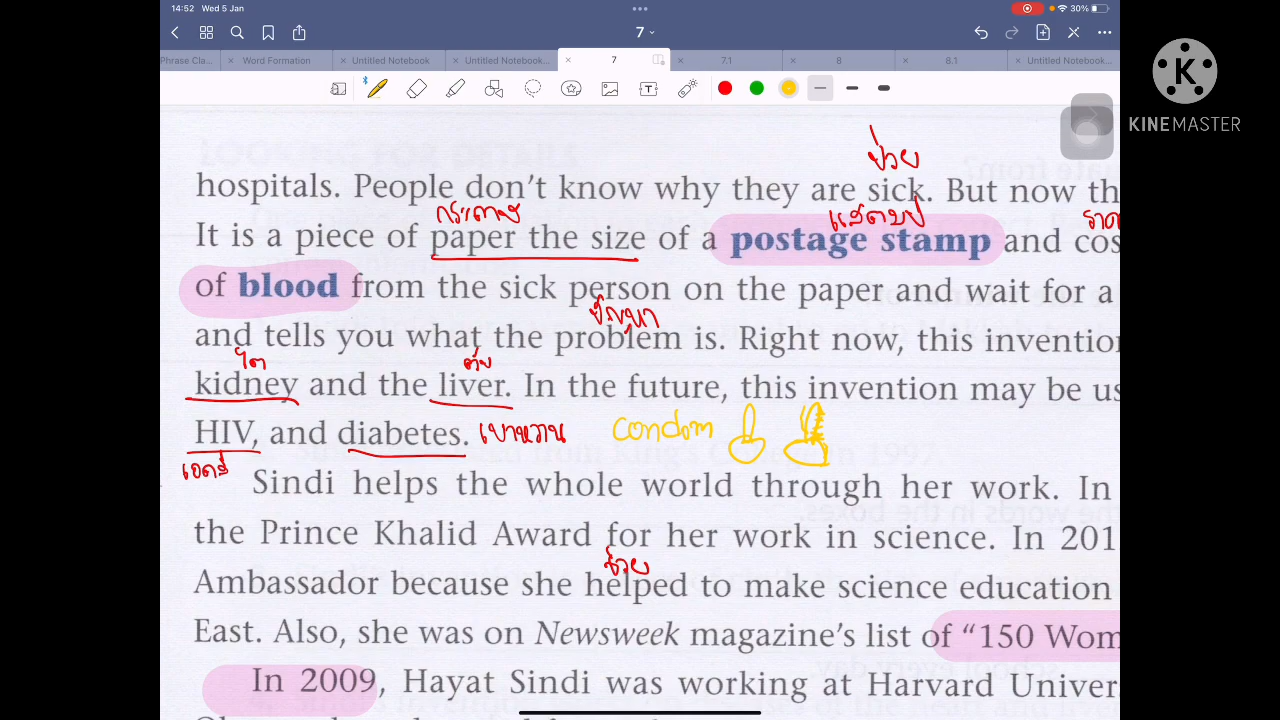 14:52 Wed 5 Jan
30%
7
Phrase Cla...
Word Formation
Untitled Notebook
Untitled Notebook...
7
7.1
8
8.1
Untitled Notebook...
K
KINEMASTER
ป่วย
hospitals. People don't know why they are sick. But now th
กระดาษ แสตมป์ ราคา
It is a piece of paper the size of a postage stamp and cos
of blood from the sick person on the paper and wait for a
ปัญหา
and tells you what the problem is. Right now, this invention
ไต ตับ
kidney and the liver. In the future, this invention may be us
HIV, and diabetes. เบาหวาน condom
เอดส์
Sindi helps the whole world through her work. In
the Prince Khalid Award for her work in science. In 201
ช่วย
Ambassador because she helped to make science education
East. Also, she was on Newsweek magazine's list of "150 Wom
In 2009, Hayat Sindi was working at Harvard Univer